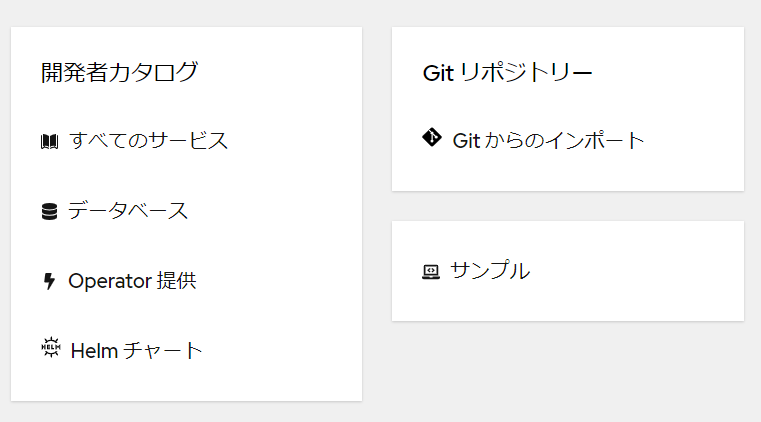 開発者カタログ
すべてのサービス
データベース
Operator 提供
HELM
Helm チャート
Git リポジトリー
Git からのインポート
サンプル